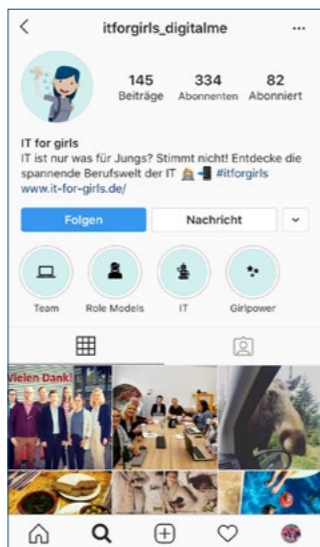 itforgirls_digitalme
145 334 82
Beiträge Abonnenten Abonniert
IT for girls
IT ist nur was für Jungs? Stimmt nicht! Entdecke die
spannende Berufswelt der IT #itforgirls
www.it-for-girls.de/
Folgen Nachricht
Team Role Models IT Girlpower
Vielen Dank!